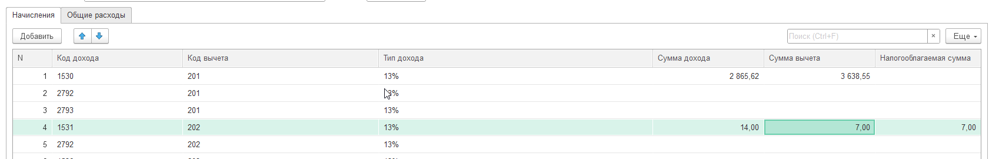 Начисления Общие расходы
Добавить Поиск (Ctrl+F) × Еще
N Код дохода Код вычета Тип дохода Сумма дохода Сумма вычета Налогооблагаемая сумма
1 1530 201 13% 2 865,62 3 638,55
2 2792 201 13%
3 2793 201 13%
4 1531 202 13% 14,00 7,00 7,00
5 2792 202 13%